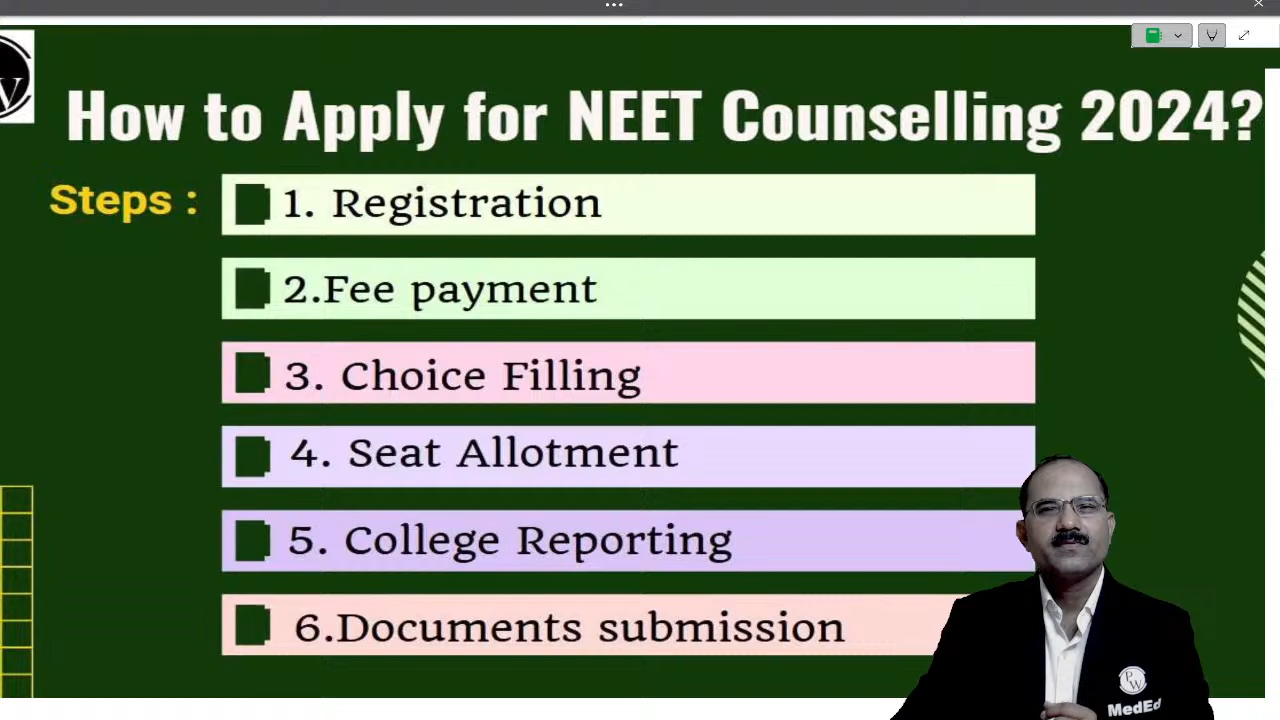 How to Apply for NEET Counselling 2024?
Steps :
1. Registration
2.Fee payment
3. Choice Filling
4. Seat Allotment
5. College Reporting
6.Documents submission
PW
MedEd